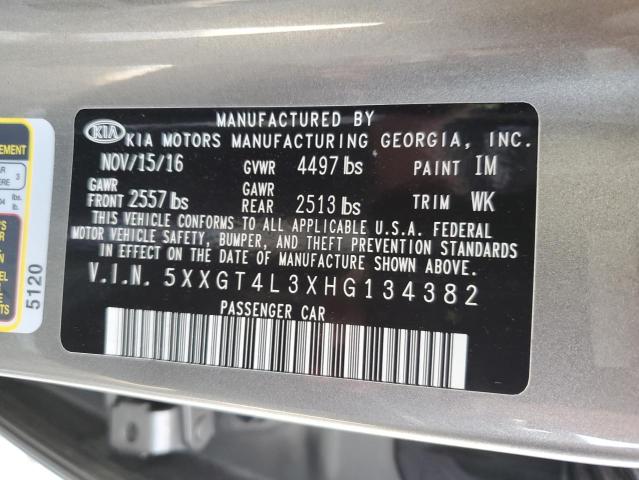 MANUFACTURED BY
KIA KIA MOTORS MANUFACTURING GEORGIA, INC.
NOV/15/16 GVWR 4497 lbs PAINT IM
GAWR FRONT 2557 lbs GAWR REAR 2513 lbs TRIM WK
THIS VEHICLE CONFORMS TO ALL APPLICABLE U.S.A. FEDERAL
MOTOR VEHICLE SAFETY, BUMPER, AND THEFT PREVENTION STANDARDS
IN EFFECT ON THE DATE OF MANUFACTURE SHOWN ABOVE.
V.I.N. 5XXGT4L3XHG134382
PASSENGER CAR
5120